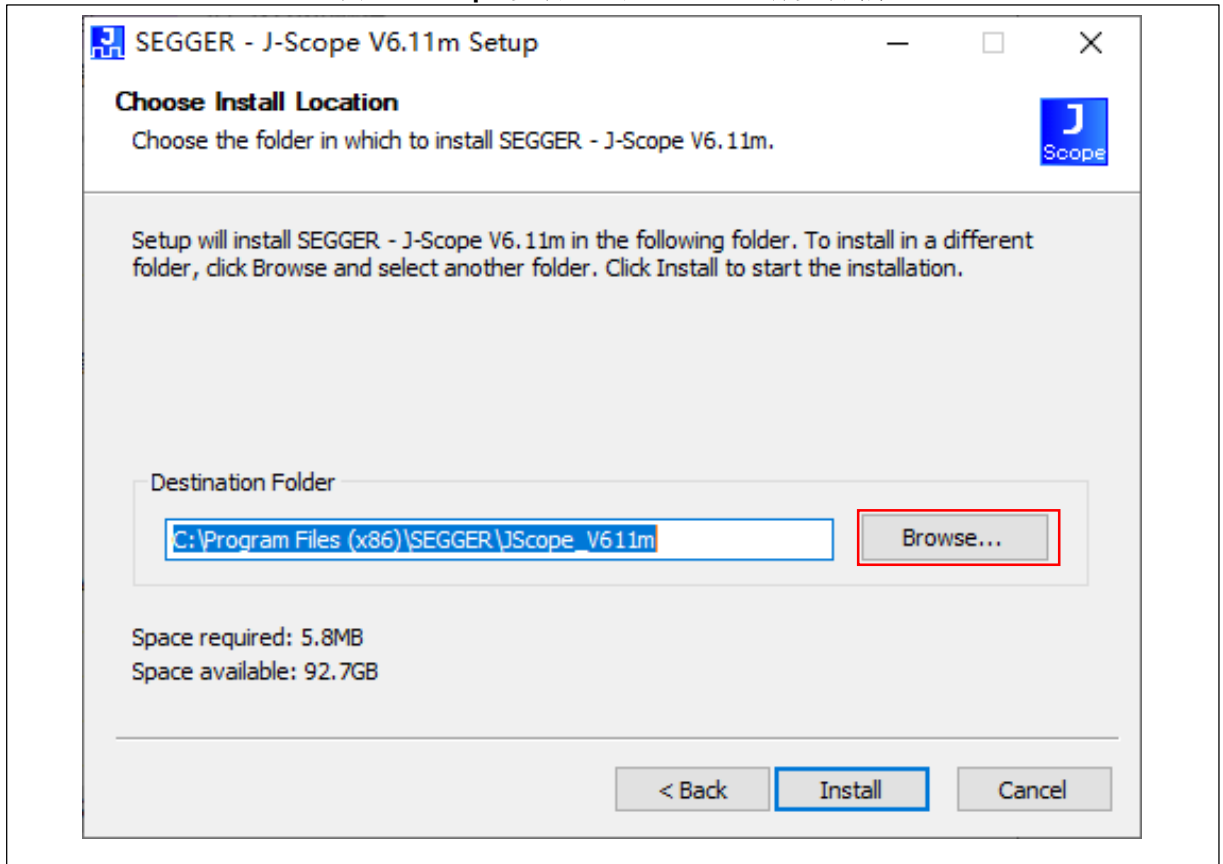 SEGGER - J-Scope V6.11m Setup
Choose Install Location
Choose the folder in which to install SEGGER - J-Scope V6.11m.
J
Scope
Setup will install SEGGER - J-Scope V6.11m in the following folder. To install in a different
folder, click Browse and select another folder. Click Install to start the installation.
Destination Folder
C:\Program Files (x86)\SEGGER\JScope_V611m
Browse...
Space required: 5.8MB
Space available: 92.7GB
< Back
Install
Cancel